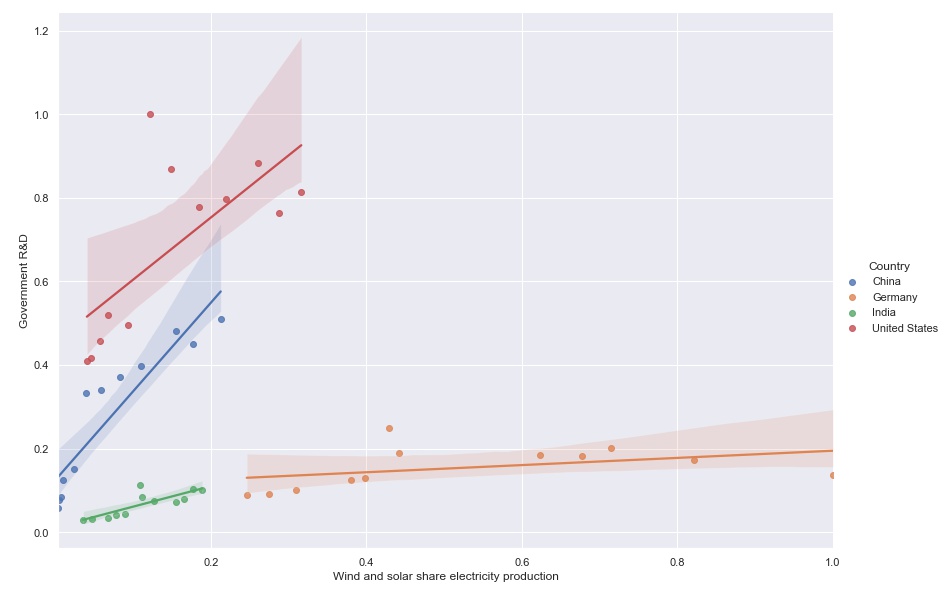 1.2
1.0
0.8
0.6
0.4
0.2
0.0
Government R&D
0.2 0.4 0.6 0.8 1.0
Wind and solar share electricity production
Country
China
Germany
India
United States